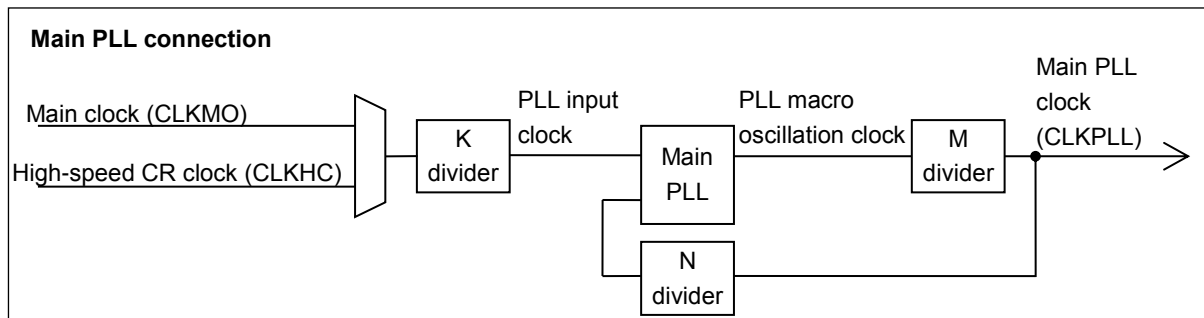 Main PLL connection
Main clock (CLKMO)
High-speed CR clock (CLKHC)
K
divider
PLL input
clock
Main
PLL
PLL macro
oscillation clock
M
divider
Main PLL
clock
(CLKPLL)
N
divider